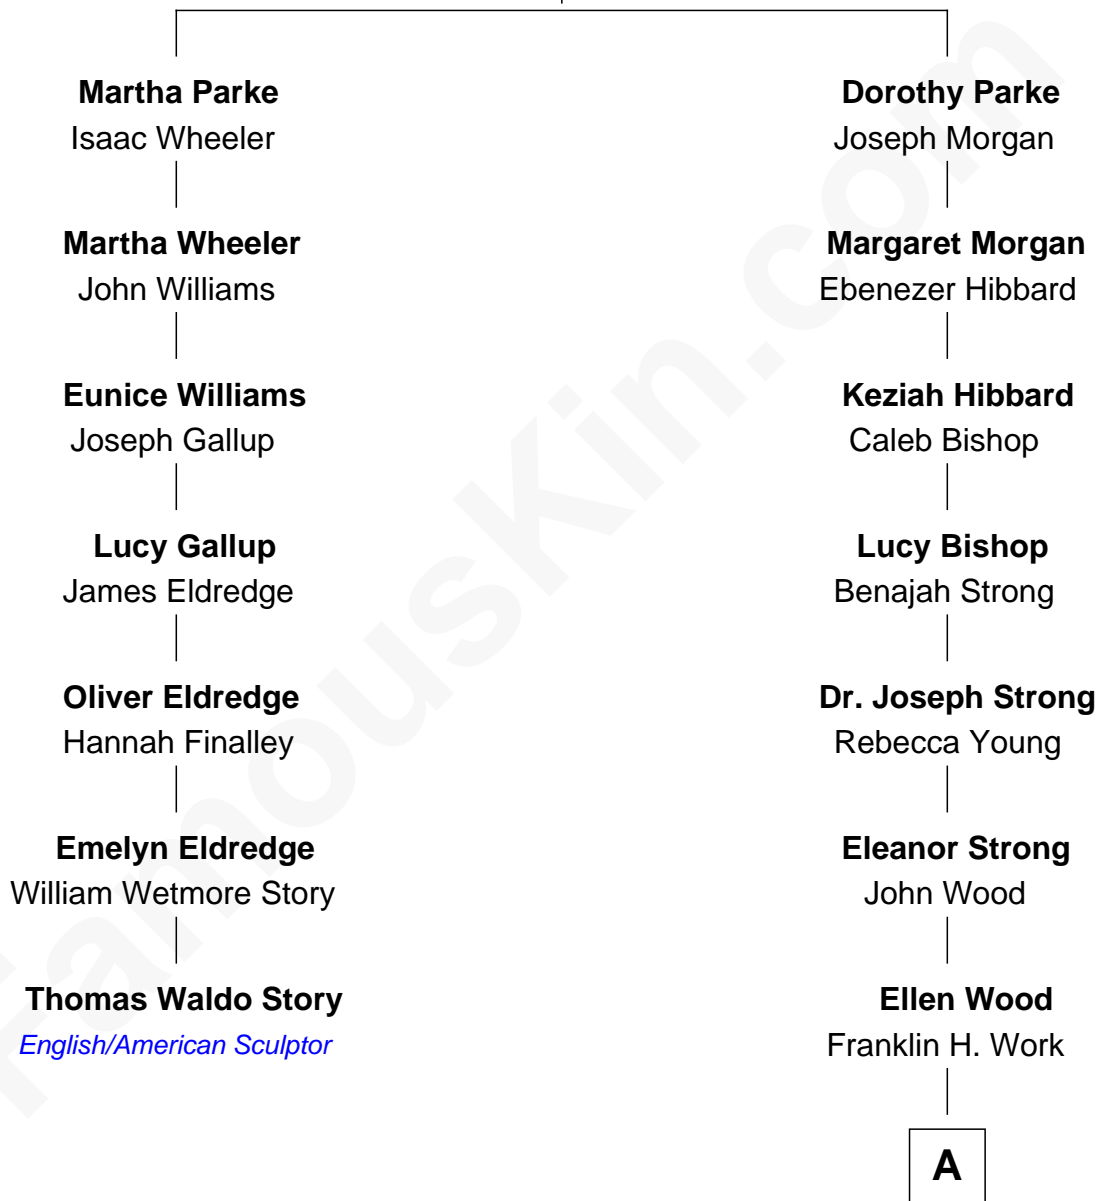 Martha Parke
Isaac Wheeler
Martha Wheeler
John Williams
Eunice Williams
Joseph Gallup
Lucy Gallup
James Eldredge
Oliver Eldredge
Hannah Finalley
Emelyn Eldredge
William Wetmore Story
Thomas Waldo Story
English/American Sculptor
Dorothy Parke
Joseph Morgan
Margaret Morgan
Ebenezer Hibbard
Keziah Hibbard
Caleb Bishop
Lucy Bishop
Benajah Strong
Dr. Joseph Strong
Rebecca Young
Eleanor Strong
John Wood
Ellen Wood
Franklin H. Work
A
FamousKin.com